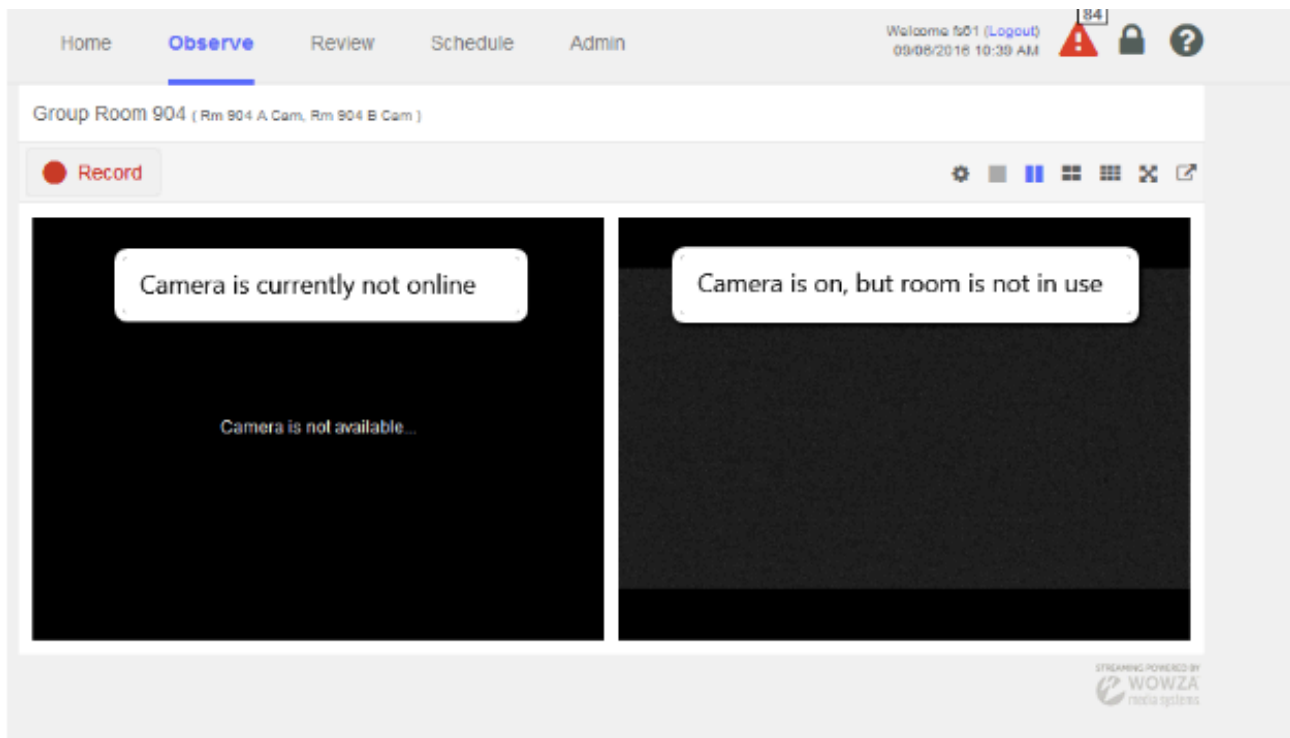 84
Home Observe Review Schedule Admin
Welcome fs61 (Logout)
09/06/2016 10:39 AM
Group Room 904 ( Rm 904 A Cam, Rm 904 B Cam )
Record
Camera is currently not online
Camera is on, but room is not in use
Camera is not available...
STREAMING POWERED BY
WOWZA
media systems